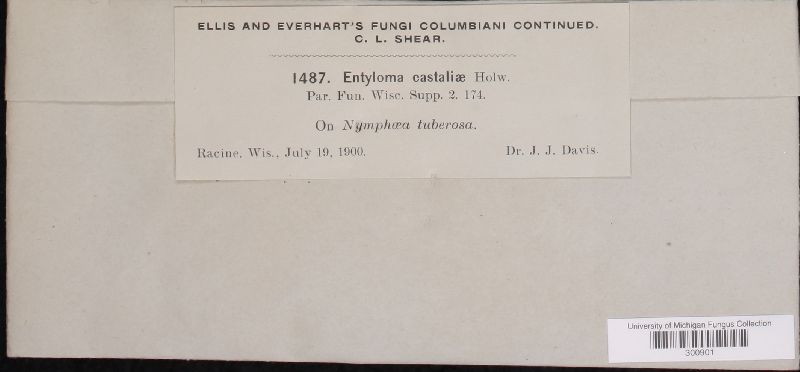 ELLIS AND EVERHART'S FUNGI COLUMBIANI CONTINUED.
C. L. SHEAR.
1487. Entyloma castaliæ Holw.
Par. Fun. Wisc. Supp. 2. 174.
On Nymphœa tuberosa.
Racine, Wis., July 19, 1900. Dr. J. J. Davis.
University of Michigan Fungus Collection
300901